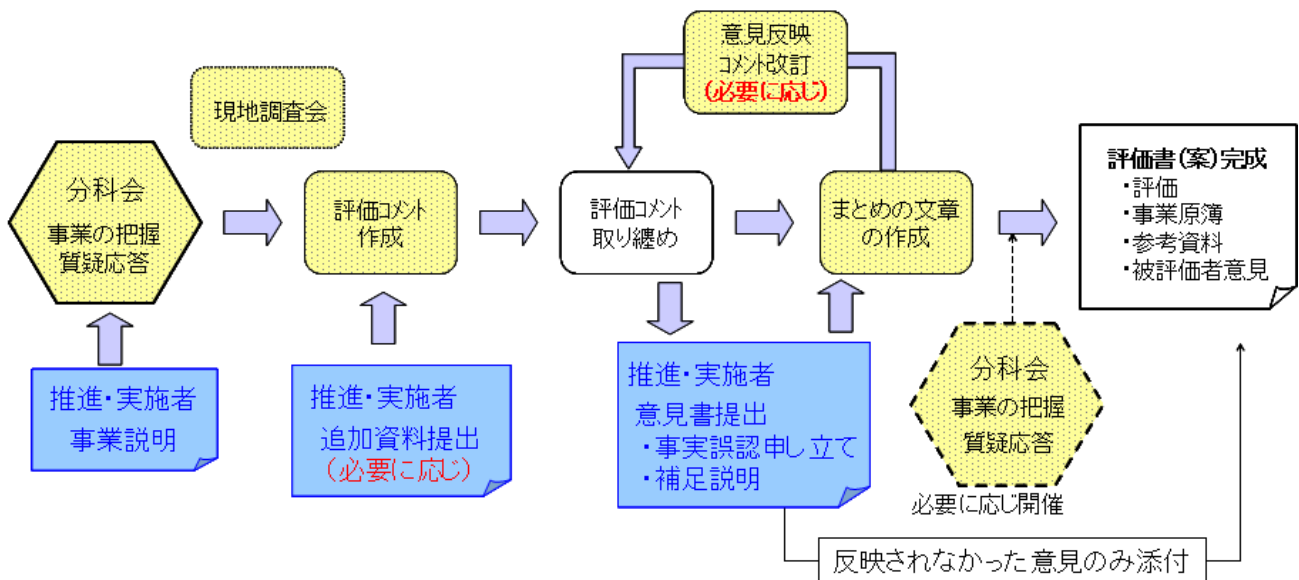 意見反映
コメント改訂
(必要に応じ)
現地調査会
分科会
事業の把握
質疑応答
評価コメント
作成
評価コメント
取り纏め
まとめの文章
の作成
評価書(案)完成
・評価
・事業原簿
・参考資料
・被評価者意見
推進・実施者
事業説明
推進・実施者
追加資料提出
(必要に応じ)
推進・実施者
意見書提出
・事実誤認申し立て
・補足説明
分科会
事業の把握
質疑応答
必要に応じ開催
反映されなかった意見のみ添付